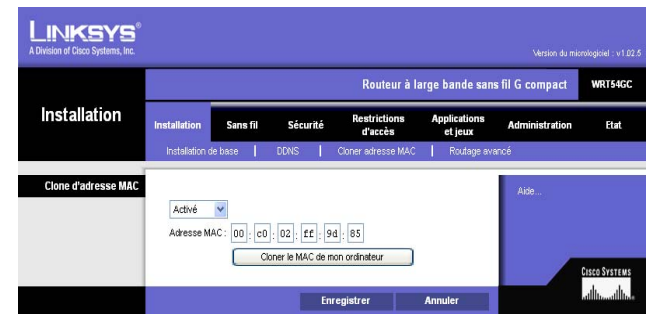 LINKSYS®
A Division of Cisco Systems, Inc.
Version du micrologiciel : v1.02.5
Routeur à large bande sans fil G compact WRT54GC
Installation
Installation Sans fil Sécurité Restrictions d'accès Applications et jeux Administration Etat
Installation de base | DDNS | Cloner adresse MAC | Routage avancé
Clone d'adresse MAC
Aide...
Activé
Adresse MAC : 00 : c0 : 02 : ff : 9d : 85
Cloner le MAC de mon ordinateur
CISCO SYSTEMS
Enregistrer Annuler